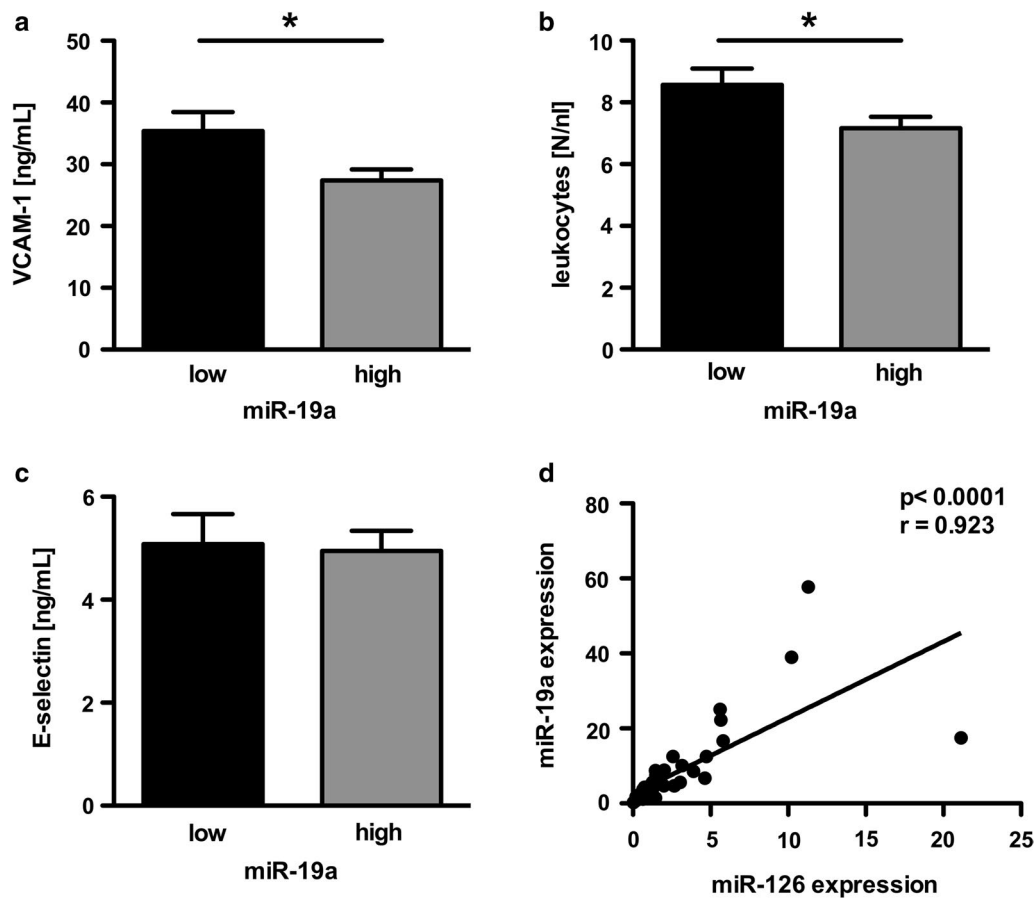 a
*
VCAM-1 [ng/mL]
50
40
30
20
10
0
low
high
miR-19a
b
*
leukocytes [N/nl]
10
8
6
4
2
0
low
high
miR-19a
c
E-selectin [ng/mL]
6
4
2
0
low
high
miR-19a
d
p< 0.0001
r = 0.923
miR-19a expression
80
60
40
20
0
0 5 10 15 20 25
miR-126 expression